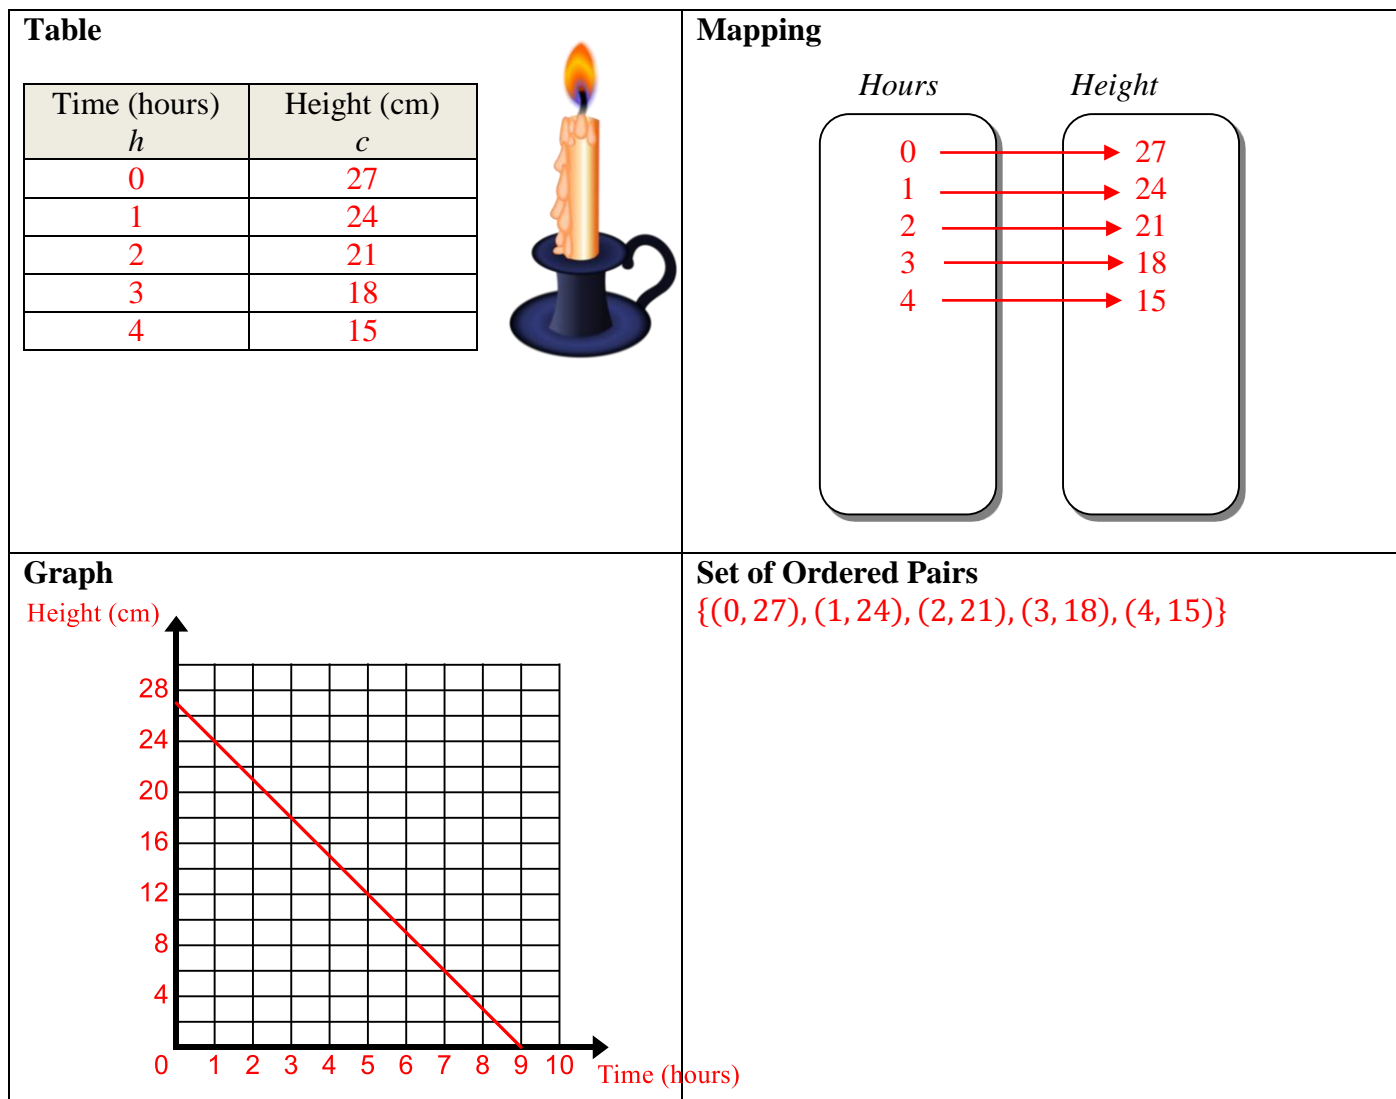 Table
Time (hours) Height (cm)
h c
0 27
1 24
2 21
3 18
4 15
Mapping
Hours Height
0 27
1 24
2 21
3 18
4 15
Graph
Height (cm)
28
24
20
16
12
8
4
0 1 2 3 4 5 6 7 8 9 10
Time (hours)
Set of Ordered Pairs
{(0, 27), (1, 24), (2, 21), (3, 18), (4, 15)}